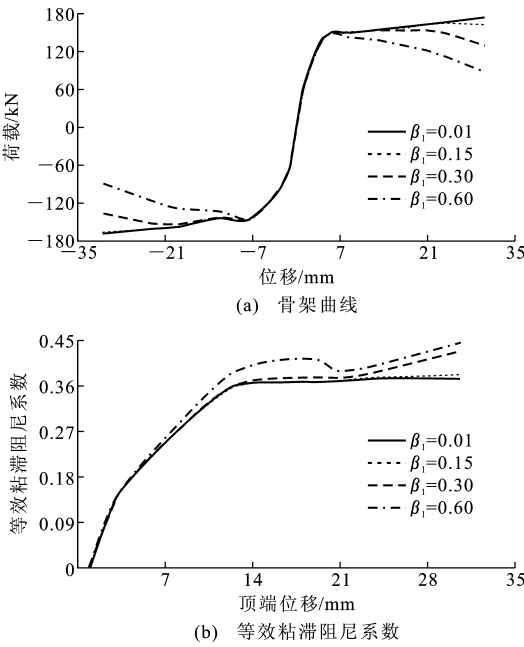 180
120
60
0
－60
－120
－180
荷载/kN
β₁=0.01
β₁=0.15
β₁=0.30
β₁=0.60
－35
－21
－7
7
21
35
位移/mm
(a) 骨架曲线
0.45
0.36
0.27
0.18
0.09
0
等效粘滞阻尼系数
β₁=0.01
β₁=0.15
β₁=0.30
β₁=0.60
7
14
21
28
35
顶端位移/mm
(b) 等效粘滞阻尼系数